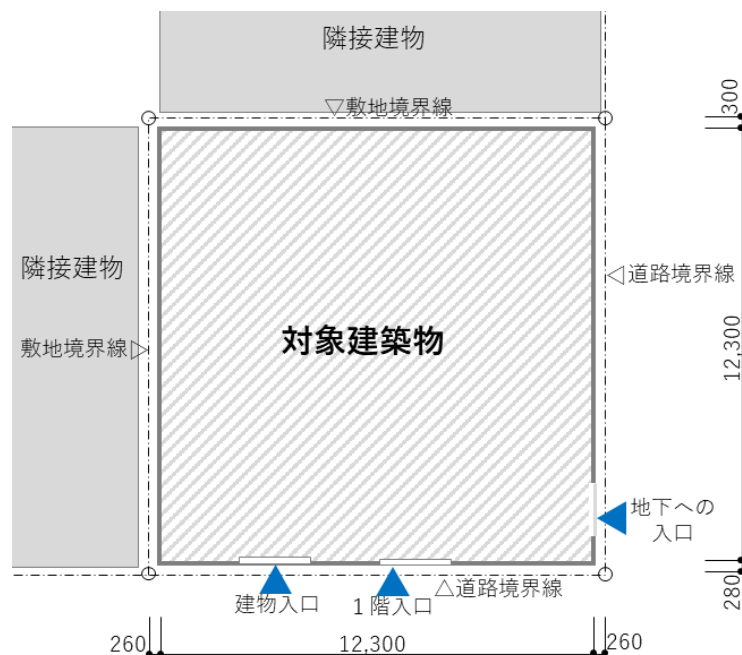 隣接建物
▽敷地境界線
300
隣接建物
◁道路境界線
対象建築物
敷地境界線▷
12,300
地下への
入口
建物入口
1階入口
△道路境界線
280
260
12,300
260